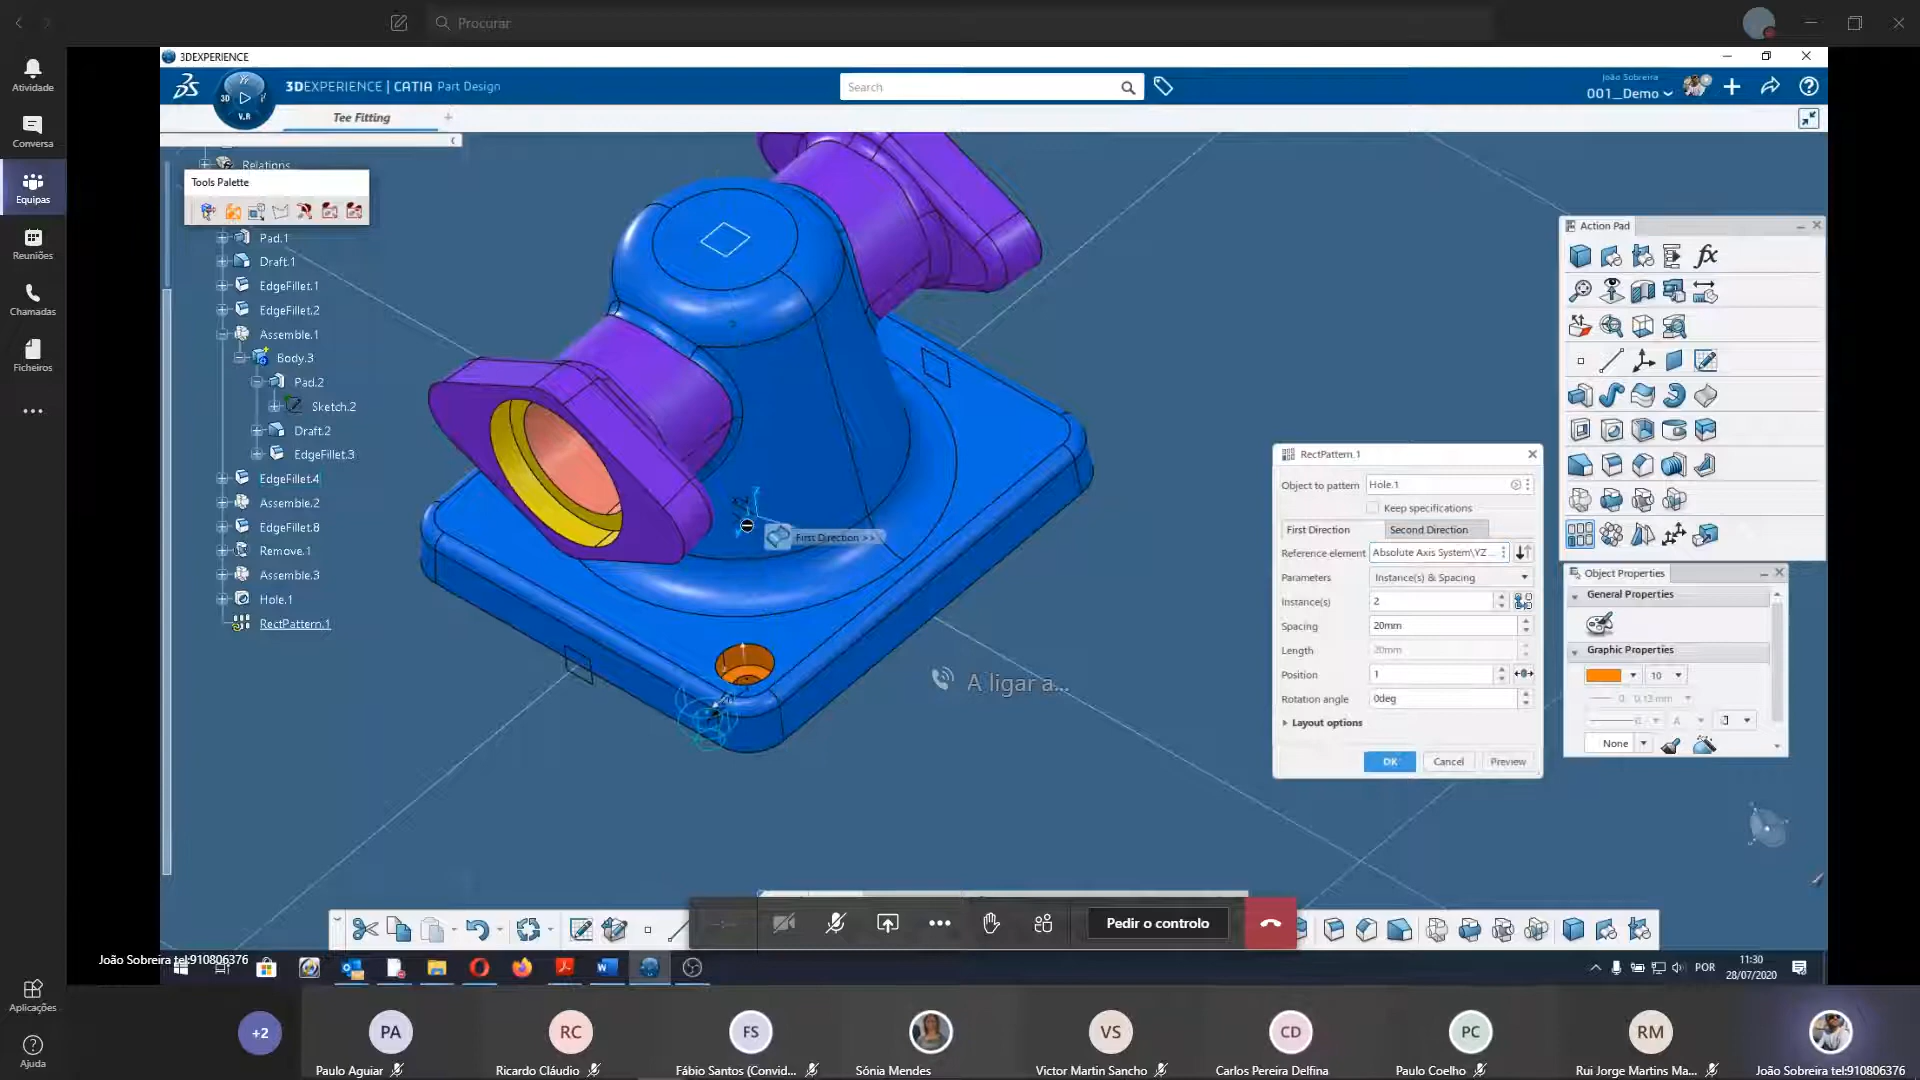 Procurar
Atividade
Conversa
Equipas
Reuniões
Chamadas
Ficheiros
Aplicações
Ajuda
3DEXPERIENCE
3DEXPERIENCE | CATIA Part Design
Search
João Sobreira
001_Demo
3D
V.R
Tee Fitting
Relations
Tools Palette
Pad.1
Draft.1
EdgeFillet.1
EdgeFillet.2
Assemble.1
Body.3
Pad.2
Sketch.2
Draft.2
EdgeFillet.3
EdgeFillet.4
Assemble.2
EdgeFillet.8
Remove.1
Assemble.3
Hole.1
RectPattern.1
First Direction >>
A ligar a...
Action Pad
fx
RectPattern.1
Object to pattern Hole.1
Keep specifications
First Direction Second Direction
Reference element Absolute Axis System\YZ ...
Parameters Instance(s) & Spacing
Instance(s) 2
Spacing 20mm
Length 20mm
Position 1
Rotation angle 0deg
Layout options
OK Cancel Preview
Object Properties
General Properties
Graphic Properties
10
0: 0.13 mm
None
Pedir o controlo
João Sobreira tel:910806376
POR
11:30
28/07/2020
+2
PA
Paulo Aguiar
RC
Ricardo Cláudio
FS
Fábio Santos (Convid...
Sónia Mendes
VS
Victor Martin Sancho
CD
Carlos Pereira Delfina
PC
Paulo Coelho
RM
Rui Jorge Martins Ma...
João Sobreira tel:910806376